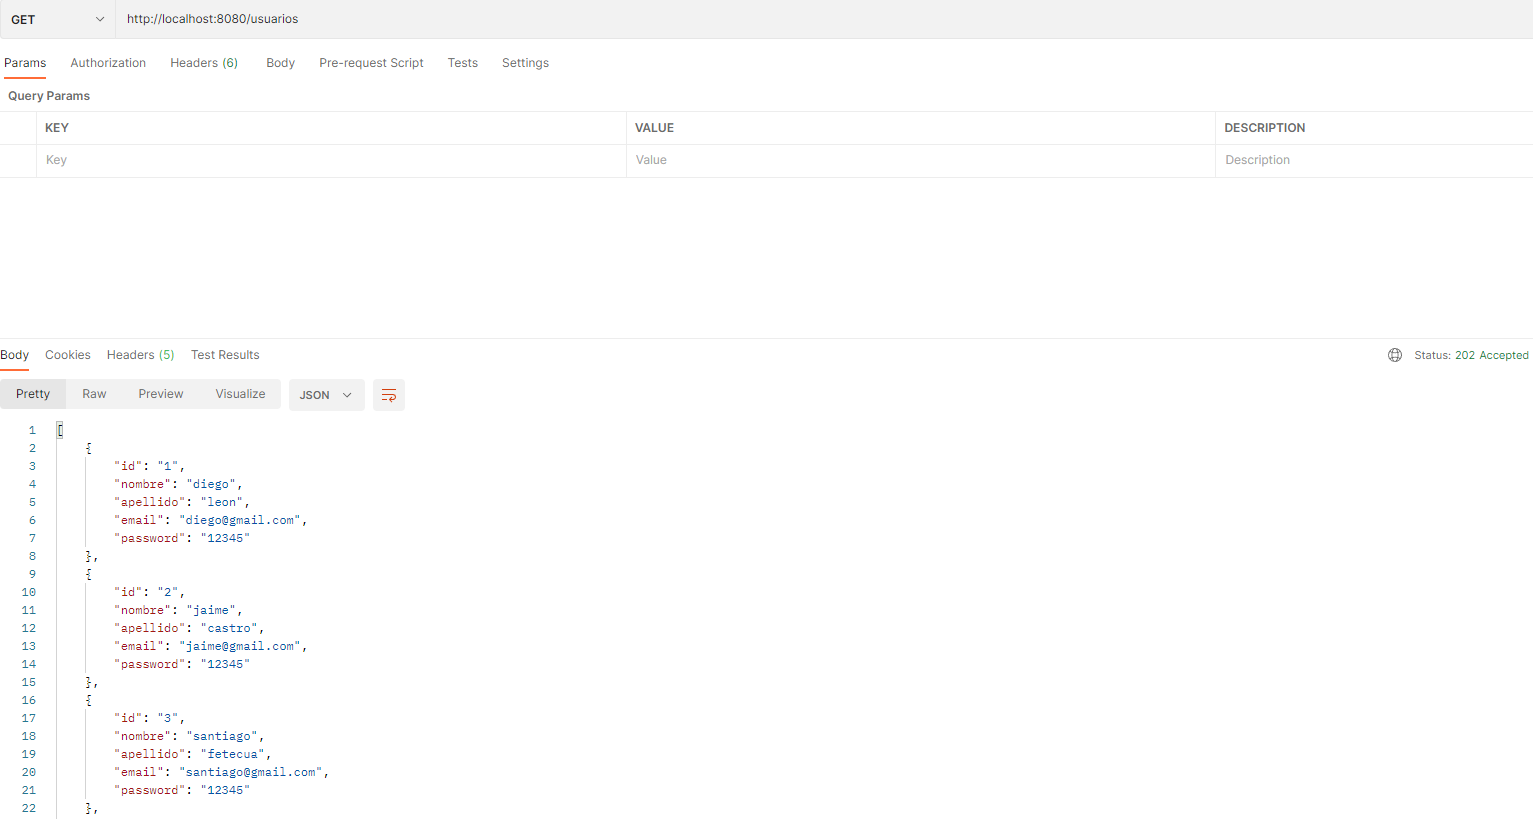 GET http://localhost:8080/usuarios
Params Authorization Headers (6) Body Pre-request Script Tests Settings
Query Params
KEY VALUE DESCRIPTION
Key Value Description
Body Cookies Headers (5) Test Results Status: 202 Accepted
Pretty Raw Preview Visualize JSON
1 [
2 {
3 "id": "1",
4 "nombre": "diego",
5 "apellido": "leon",
6 "email": "diego@gmail.com",
7 "password": "12345"
8 },
9 {
10 "id": "2",
11 "nombre": "jaime",
12 "apellido": "castro",
13 "email": "jaime@gmail.com",
14 "password": "12345"
15 },
16 {
17 "id": "3",
18 "nombre": "santiago",
19 "apellido": "fetecua",
20 "email": "santiago@gmail.com",
21 "password": "12345"
22 },